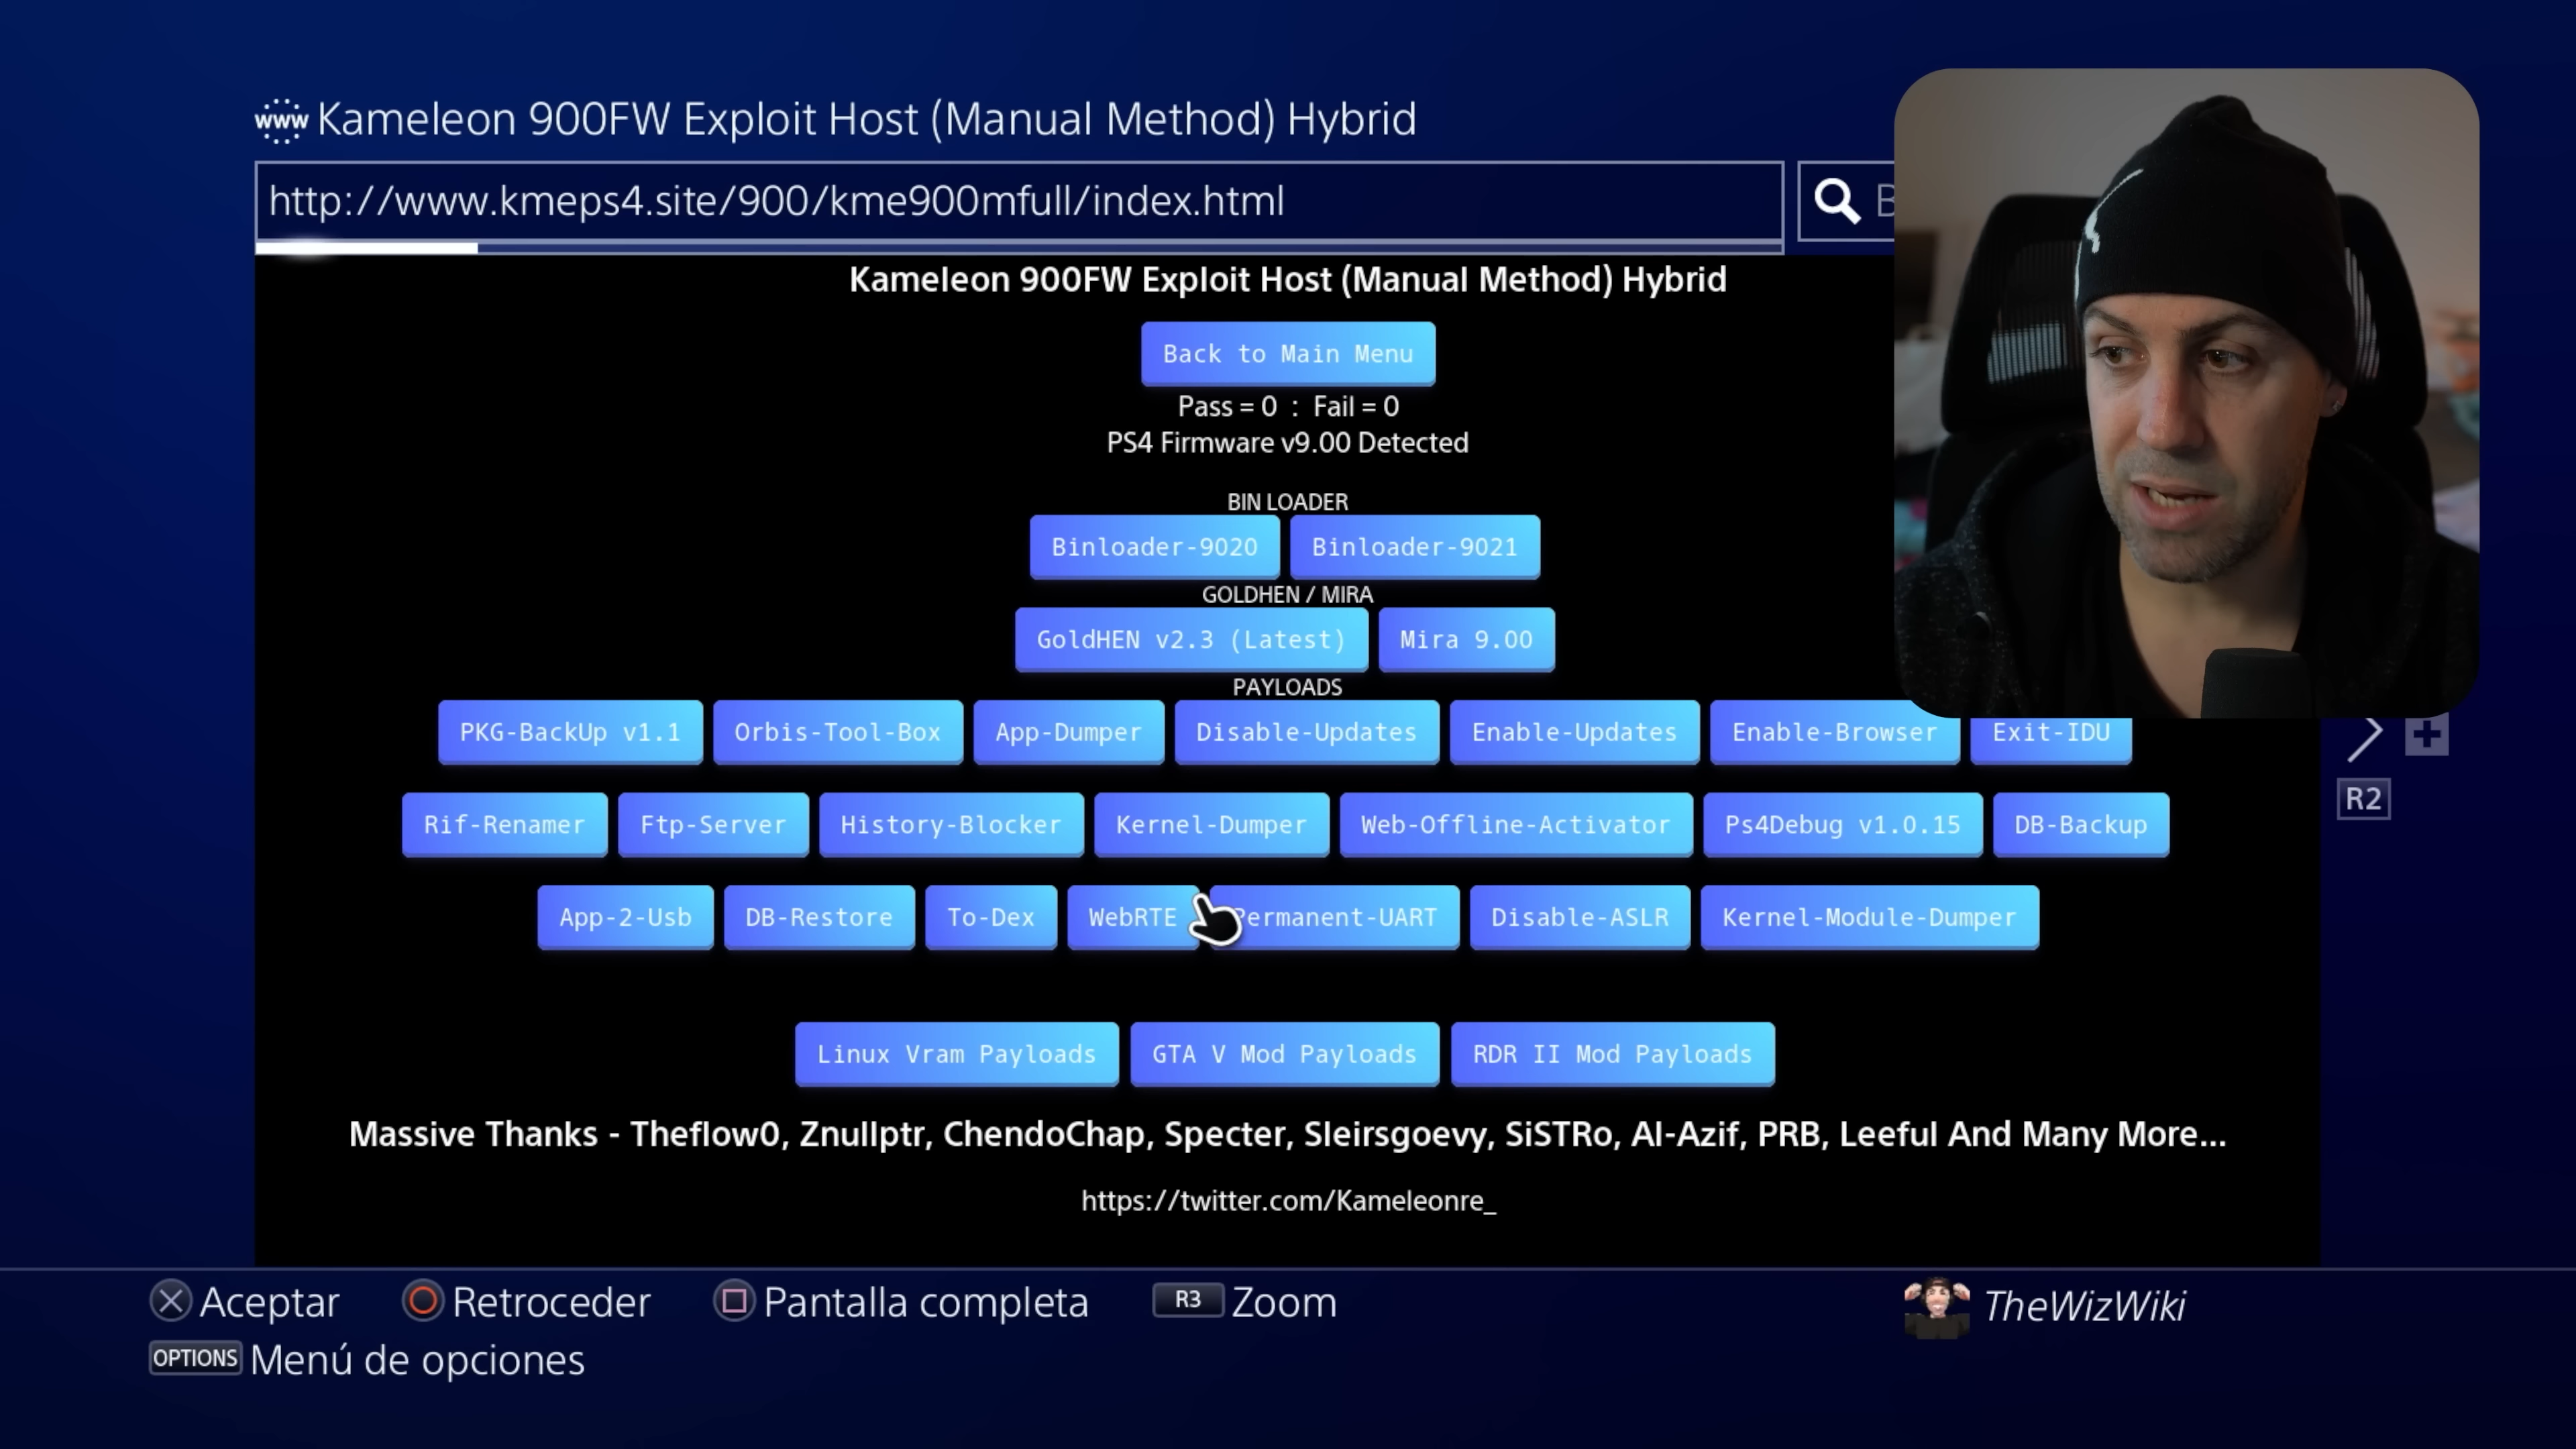 www Kameleon 900FW Exploit Host (Manual Method) Hybrid
http://www.kmeps4.site/900/kme900mfull/index.html
Kameleon 900FW Exploit Host (Manual Method) Hybrid
Back to Main Menu
Pass = 0 : Fail = 0
PS4 Firmware v9.00 Detected
BIN LOADER
Binloader-9020 Binloader-9021
GOLDHEN / MIRA
GoldHEN v2.3 (Latest) Mira 9.00
PAYLOADS
PKG-BackUp v1.1 Orbis-Tool-Box App-Dumper Disable-Updates Enable-Updates Enable-Browser Exit-IDU
R2
Rif-Renamer Ftp-Server History-Blocker Kernel-Dumper Web-Offline-Activator Ps4Debug v1.0.15 DB-Backup
App-2-Usb DB-Restore To-Dex WebRTE Permanent-UART Disable-ASLR Kernel-Module-Dumper
Linux Vram Payloads GTA V Mod Payloads RDR II Mod Payloads
Massive Thanks - Theflow0, Znullptr, ChendoChap, Specter, Sleirsgoevy, SiSTRo, Al-Azif, PRB, Leeful And Many More...
https://twitter.com/Kameleonre_
Aceptar Retroceder Pantalla completa R3 Zoom TheWizWiki
OPTIONS Menú de opciones